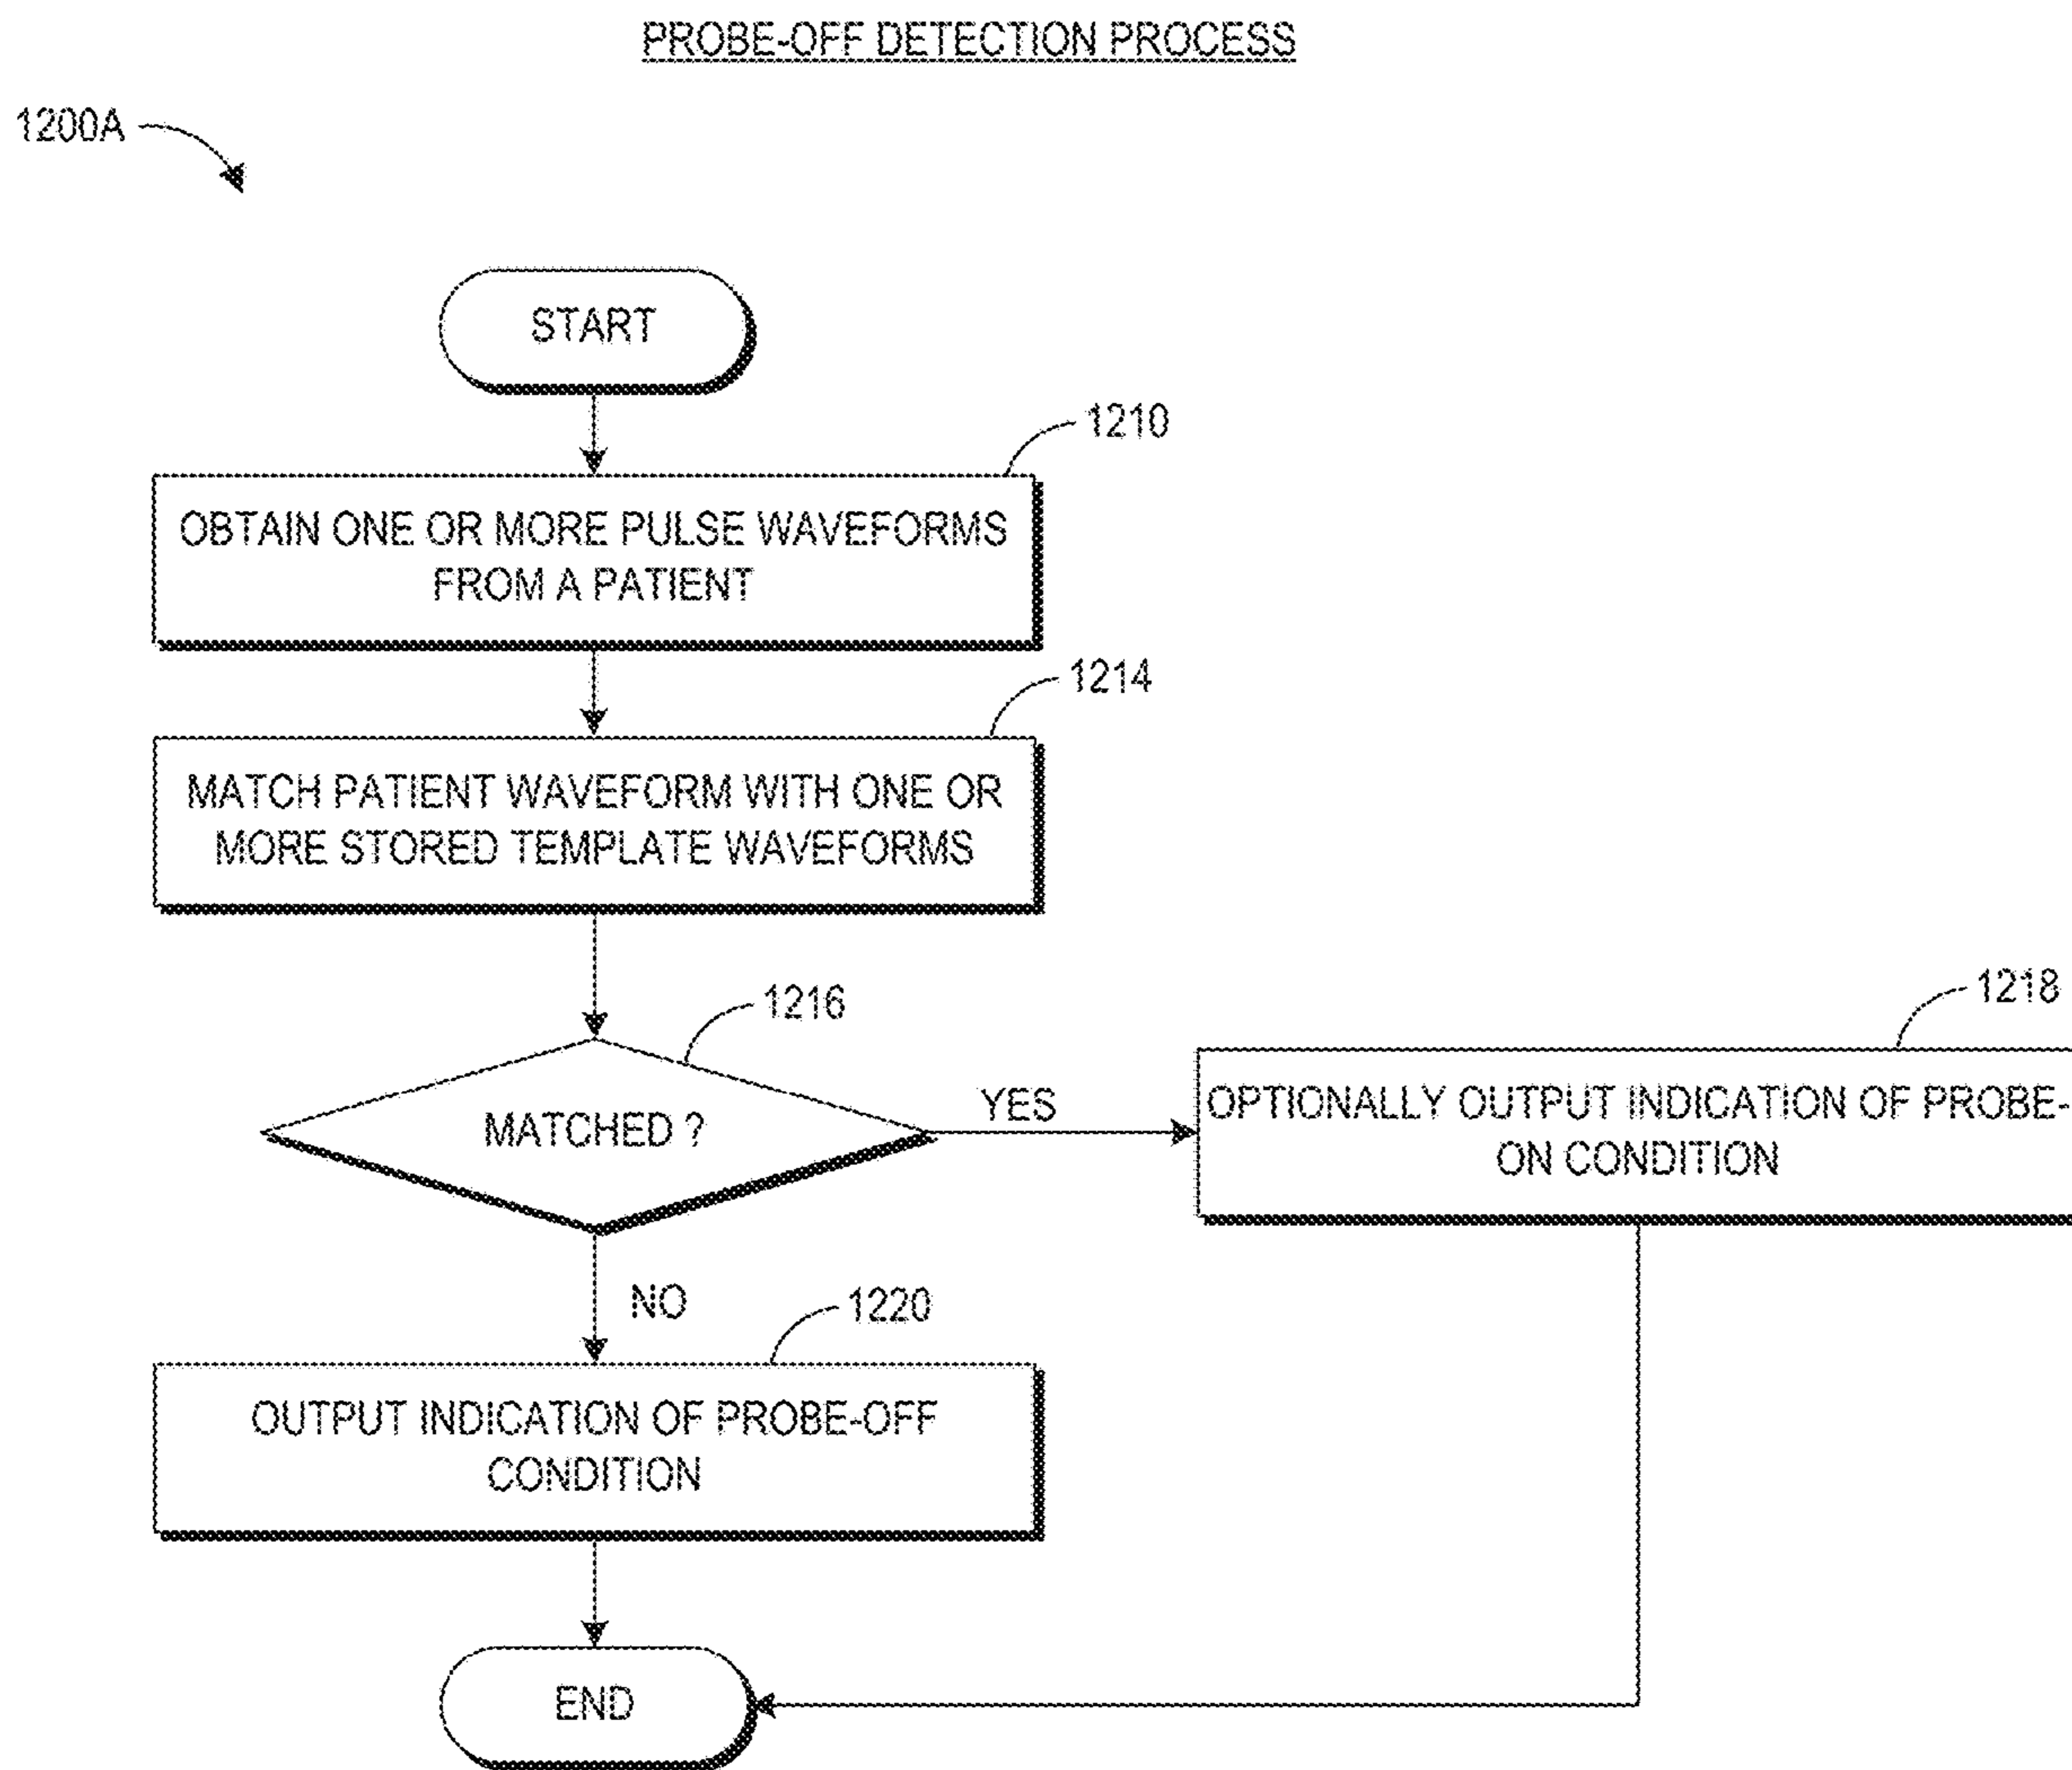 PROBE-OFF DETECTION PROCESS
1200A
START
1210
OBTAIN ONE OR MORE PULSE WAVEFORMS
FROM A PATIENT
1214
MATCH PATIENT WAVEFORM WITH ONE OR
MORE STORED TEMPLATE WAVEFORMS
1216
MATCHED ?
YES
1218
OPTIONALLY OUTPUT INDICATION OF PROBE-
ON CONDITION
NO
1220
OUTPUT INDICATION OF PROBE-OFF
CONDITION
END